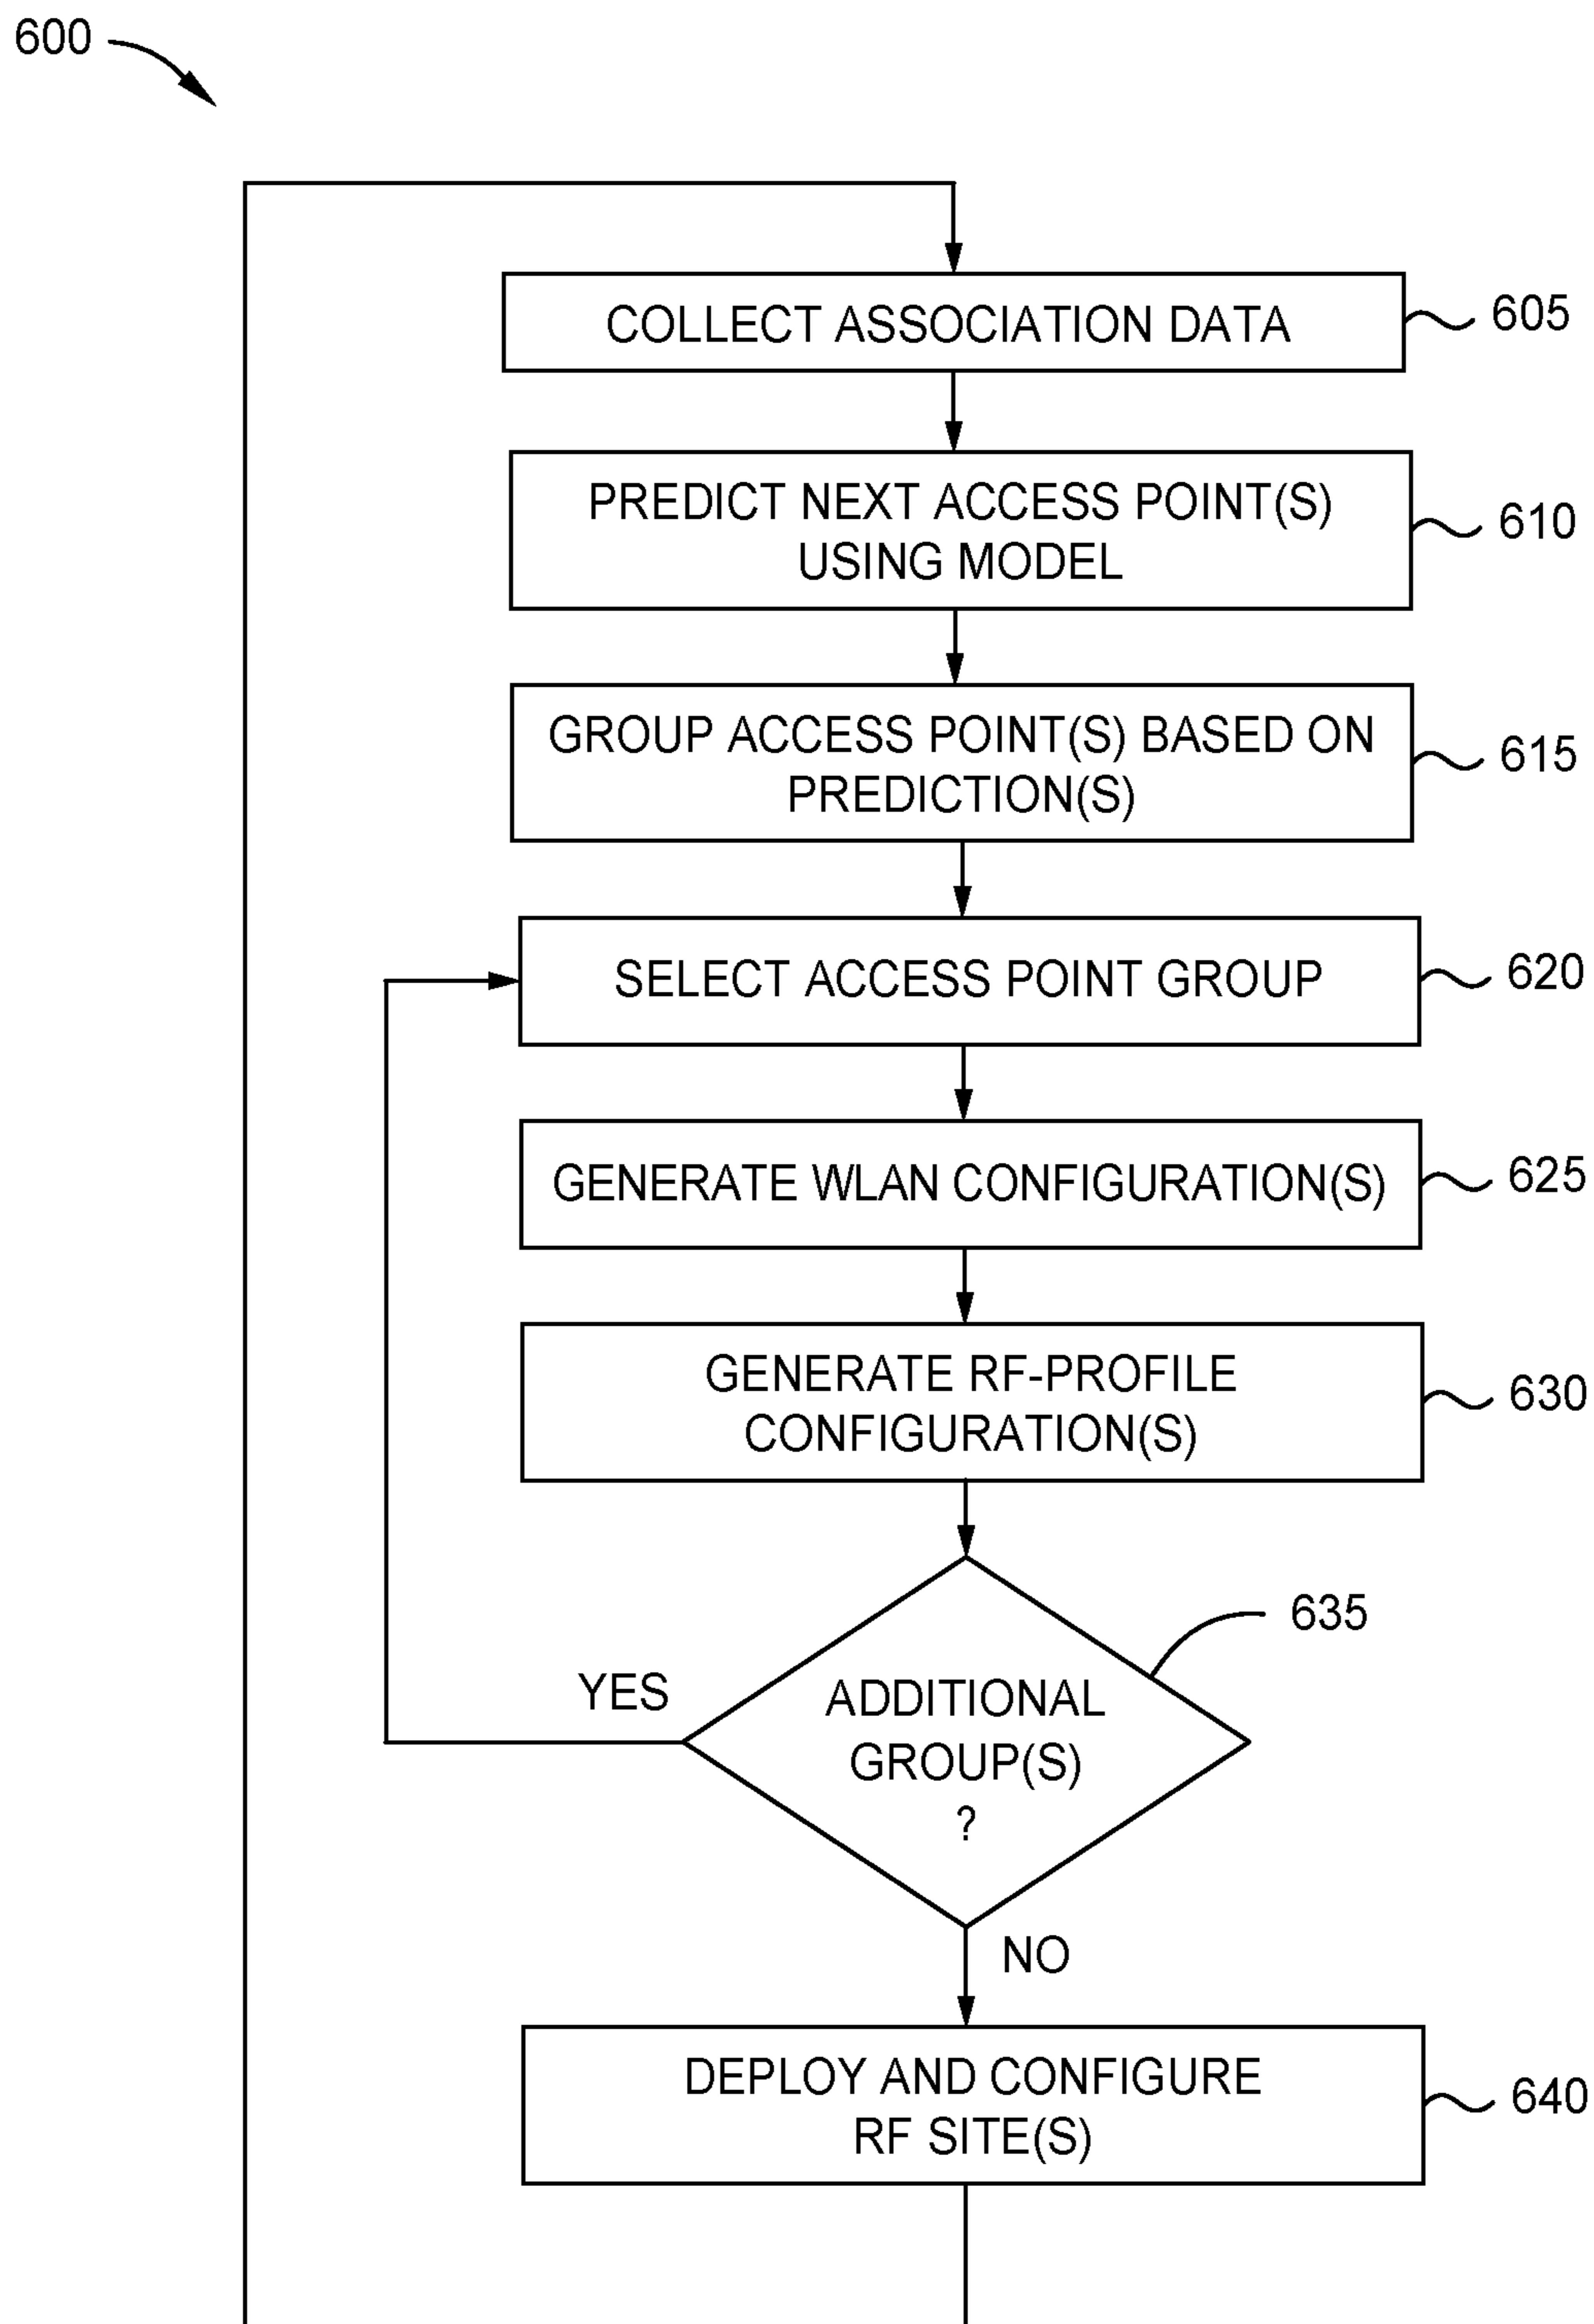 600
COLLECT ASSOCIATION DATA
605
PREDICT NEXT ACCESS POINT(S)
USING MODEL
610
GROUP ACCESS POINT(S) BASED ON
PREDICTION(S)
615
SELECT ACCESS POINT GROUP
620
GENERATE WLAN CONFIGURATION(S)
625
GENERATE RF-PROFILE
CONFIGURATION(S)
630
635
YES
ADDITIONAL
GROUP(S)
?
NO
DEPLOY AND CONFIGURE
RF SITE(S)
640